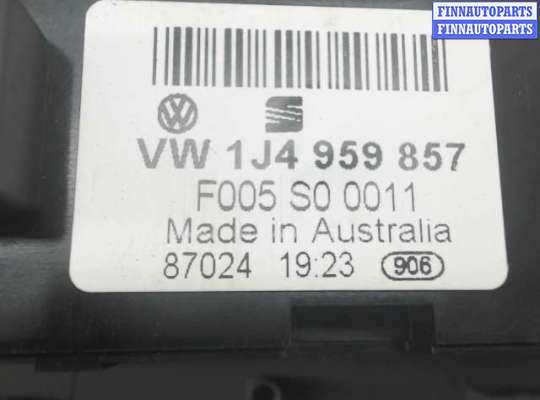 FINNAUTOPARTS
FINNAUTOPARTS
VW 1J4 959 857
F005 S0 0011
Made in Australia
87024 19:23 906